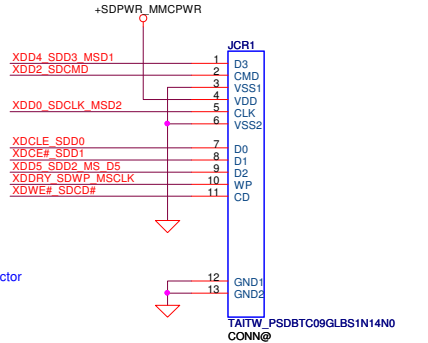 +SDPWR_MMCPWR
JCR1
XDD4_SDD3_MSD1 1 D3
XDD2_SDCMD 2 CMD
3 VSS1
4 VDD
XDD0_SDCLK_MSD2 5 CLK
6 VSS2
XDCLE_SDD0 7 D0
XDCE#_SDD1 8 D1
XDD5_SDD2_MS_D5 9 D2
XDDRY_SDWP_MSCLK 10 WP
XDWE#_SDCD# 11 CD
ctor
12 GND1
13 GND2
TAITW_PSDBTC09GLBS1N14N0
CONN@